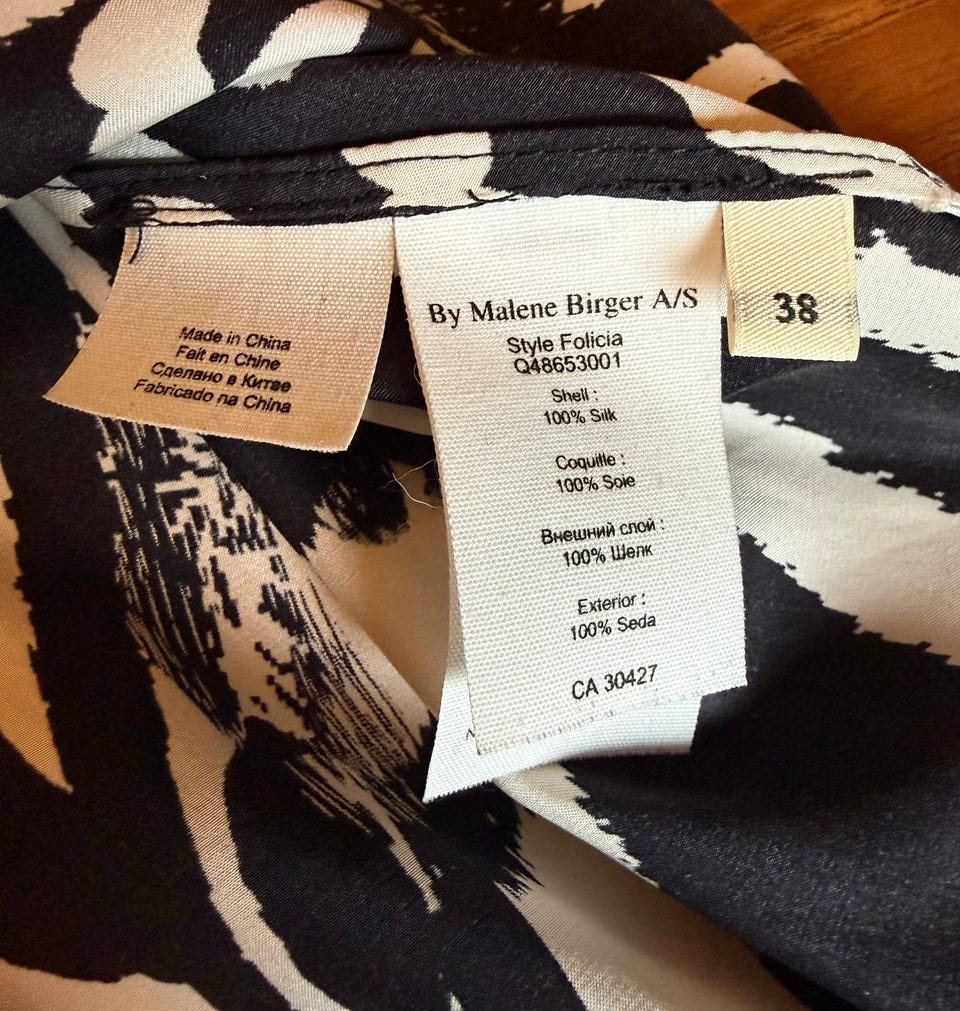 Made in China
Fait en Chine
Сделано в Китае
Fabricado na China
By Malene Birger A/S
Style Folicia
Q48653001
Shell :
100% Silk
Coquille :
100% Soie
Внешний слой :
100% Шелк
Exterior :
100% Seda
CA 30427
38